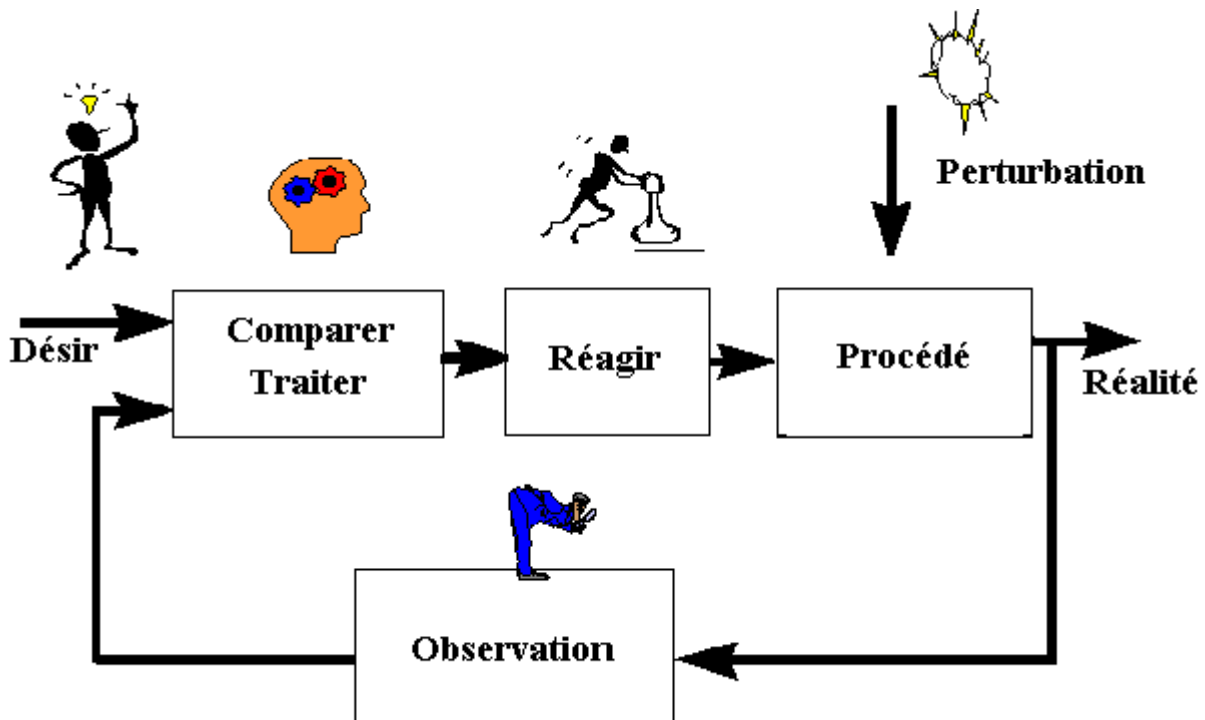 Perturbation
Désir
Comparer
Traiter
Réagir
Procédé
Réalité
Observation